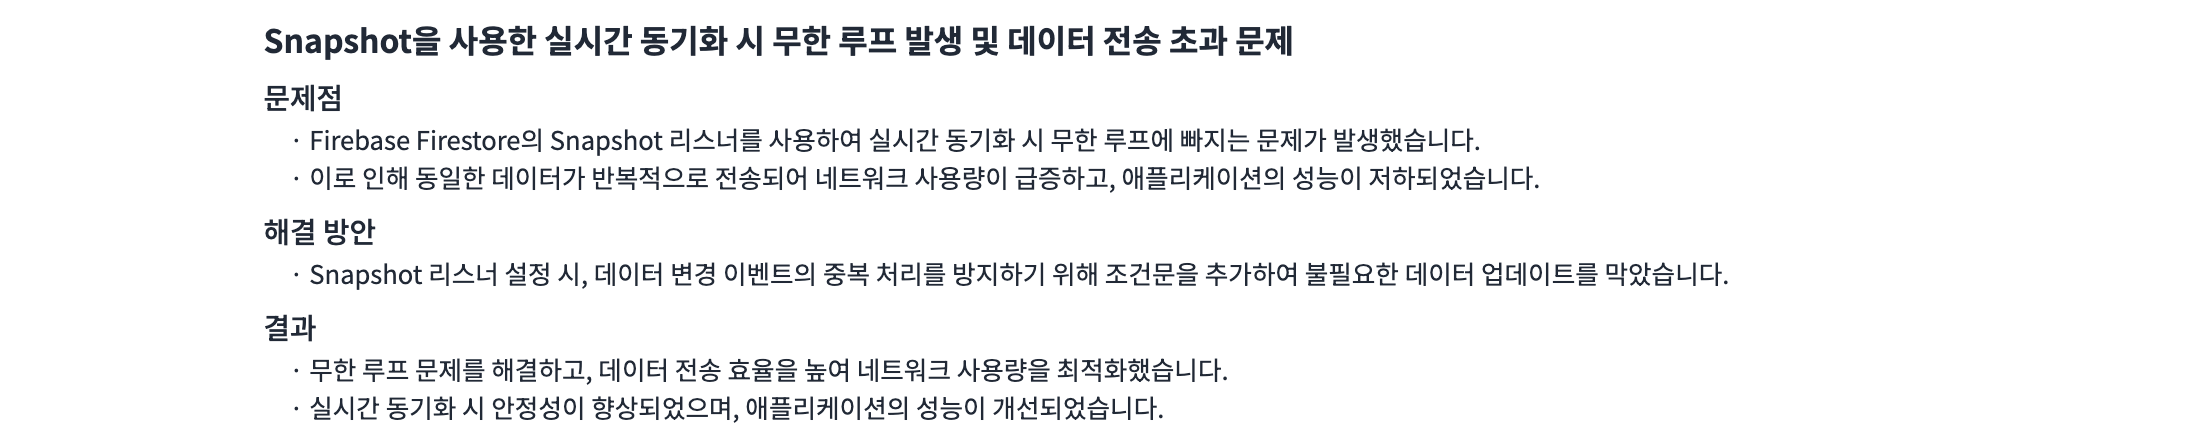 Snapshot을 사용한 실시간 동기화 시 무한 루프 발생 및 데이터 전송 초과 문제
문제점
· Firebase Firestore의 Snapshot 리스너를 사용하여 실시간 동기화 시 무한 루프에 빠지는 문제가 발생했습니다.
· 이로 인해 동일한 데이터가 반복적으로 전송되어 네트워크 사용량이 급증하고, 애플리케이션의 성능이 저하되었습니다.
해결 방안
· Snapshot 리스너 설정 시, 데이터 변경 이벤트의 중복 처리를 방지하기 위해 조건문을 추가하여 불필요한 데이터 업데이트를 막았습니다.
결과
· 무한 루프 문제를 해결하고, 데이터 전송 효율을 높여 네트워크 사용량을 최적화했습니다.
· 실시간 동기화 시 안정성이 향상되었으며, 애플리케이션의 성능이 개선되었습니다.